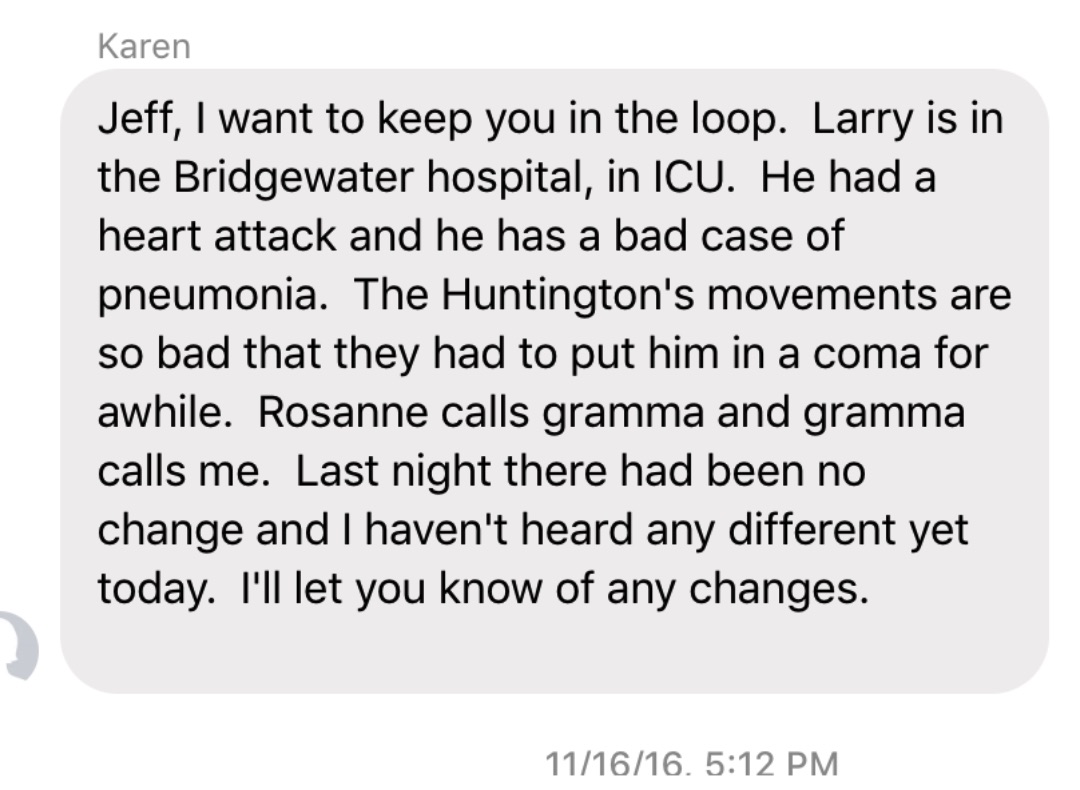 Karen
Jeff, I want to keep you in the loop.  Larry is in
the Bridgewater hospital, in ICU.  He had a
heart attack and he has a bad case of
pneumonia.  The Huntington's movements are
so bad that they had to put him in a coma for
awhile.  Rosanne calls gramma and gramma
calls me.  Last night there had been no
change and I haven't heard any different yet
today.  I'll let you know of any changes.
11/16/16, 5:12 PM